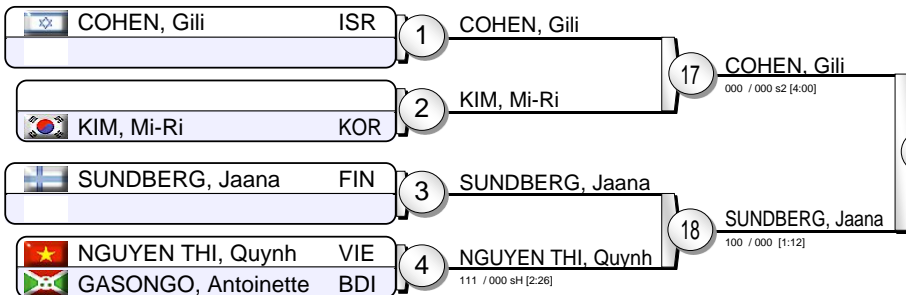 COHEN, Gili ISR
1
COHEN, Gili
KIM, Mi-Ri KOR
2
KIM, Mi-Ri
17
COHEN, Gili
000 / 000 s2 [4:00]
SUNDBERG, Jaana FIN
3
SUNDBERG, Jaana
NGUYEN THI, Quynh VIE
GASONGO, Antoinette BDI
4
NGUYEN THI, Quynh
111 / 000 sH [2:26]
18
SUNDBERG, Jaana
100 / 000 [1:12]